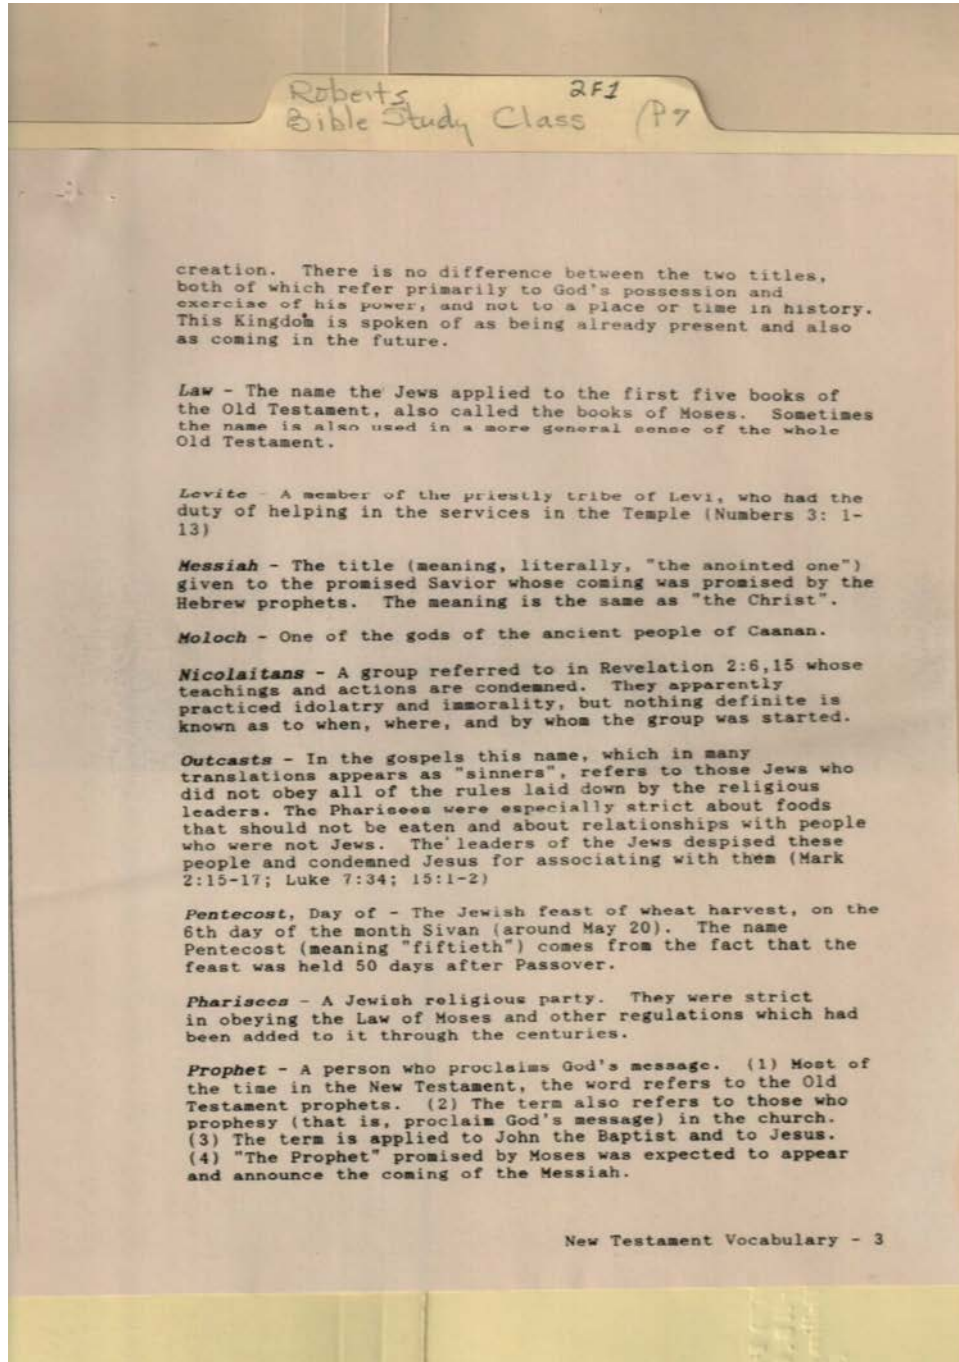 Roberts 2F1
Bible Study Class (P7
creation. There is no difference between the two titles,
both of which refer primarily to God's possession and
exercise of his power, and not to a place or time in history.
This Kingdom is spoken of as being already present and also
as coming in the future.
Law - The name the Jews applied to the first five books of
the Old Testament, also called the books of Moses. Sometimes
the name is also used in a more general sense of the whole
Old Testament.
Levite - A member of the priestly tribe of Levi, who had the
duty of helping in the services in the Temple (Numbers 3: 1-
13)
Messiah - The title (meaning, literally, "the anointed one")
given to the promised Savior whose coming was promised by the
Hebrew prophets. The meaning is the same as "the Christ".
Moloch - One of the gods of the ancient people of Caanan.
Nicolaitans - A group referred to in Revelation 2:6,15 whose
teachings and actions are condemned. They apparently
practiced idolatry and immorality, but nothing definite is
known as to when, where, and by whom the group was started.
Outcasts - In the gospels this name, which in many
translations appears as "sinners", refers to those Jews who
did not obey all of the rules laid down by the religious
leaders. The Pharisees were especially strict about foods
that should not be eaten and about relationships with people
who were not Jews. The leaders of the Jews despised these
people and condemned Jesus for associating with them (Mark
2:15-17; Luke 7:34; 15:1-2)
Pentecost, Day of - The Jewish feast of wheat harvest, on the
6th day of the month Sivan (around May 20). The name
Pentecost (meaning "fiftieth") comes from the fact that the
feast was held 50 days after Passover.
Pharisees - A Jewish religious party. They were strict
in obeying the Law of Moses and other regulations which had
been added to it through the centuries.
Prophet - A person who proclaims God's message. (1) Most of
the time in the New Testament, the word refers to the Old
Testament prophets. (2) The term also refers to those who
prophesy (that is, proclaim God's message) in the church.
(3) The term is applied to John the Baptist and to Jesus.
(4) "The Prophet" promised by Moses was expected to appear
and announce the coming of the Messiah.
New Testament Vocabulary - 3